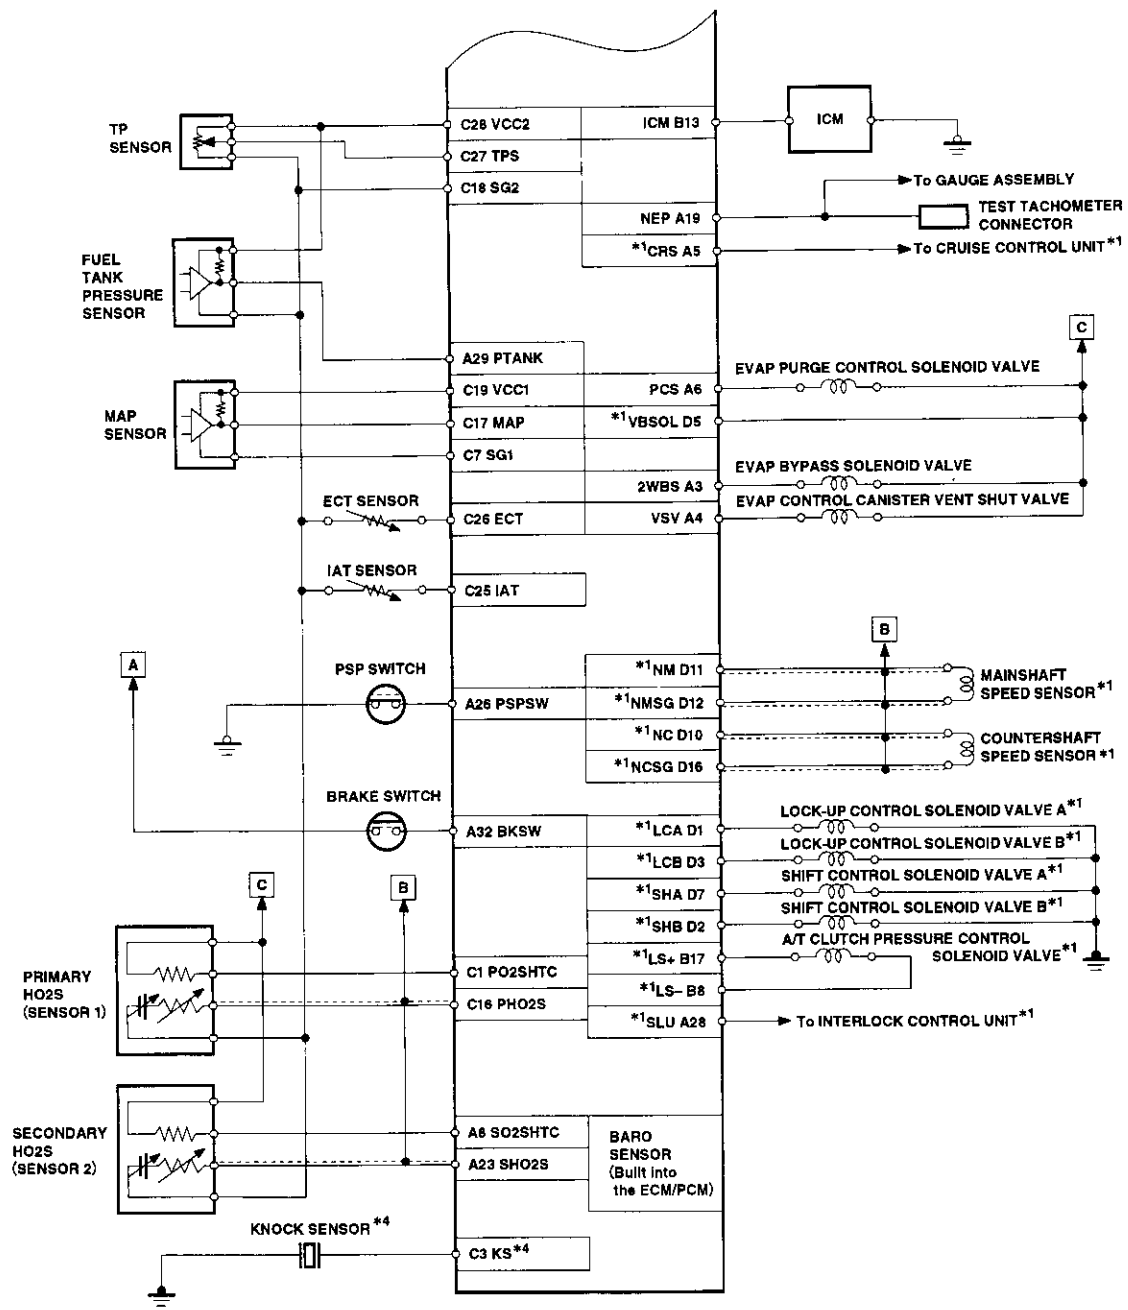 TP
SENSOR
C28 VCC2
C27 TPS
C18 SG2
ICM B13
ICM
To GAUGE ASSEMBLY
NEP A19
TEST TACHOMETER
CONNECTOR
*1CRS A5
To CRUISE CONTROL UNIT*1
FUEL
TANK
PRESSURE
SENSOR
A29 PTANK
C
EVAP PURGE CONTROL SOLENOID VALVE
MAP
SENSOR
C19 VCC1
C17 MAP
C7 SG1
PCS A6
*1VBSOL D5
EVAP BYPASS SOLENOID VALVE
2WBS A3
EVAP CONTROL CANISTER VENT SHUT VALVE
VSV A4
ECT SENSOR
C26 ECT
IAT SENSOR
C25 IAT
B
A
PSP SWITCH
A26 PSPSW
*1NM D11
*1NMSG D12
*1NC D10
*1NCSG D16
MAINSHAFT
SPEED SENSOR*1
COUNTERSHAFT
SPEED SENSOR*1
BRAKE SWITCH
A32 BKSW
*1LCA D1
*1LCB D3
*1SHA D7
*1SHB D2
*1LS+ B17
*1LS– B8
*1SLU A28
LOCK-UP CONTROL SOLENOID VALVE A*1
LOCK-UP CONTROL SOLENOID VALVE B*1
SHIFT CONTROL SOLENOID VALVE A*1
SHIFT CONTROL SOLENOID VALVE B*1
A/T CLUTCH PRESSURE CONTROL
SOLENOID VALVE*1
To INTERLOCK CONTROL UNIT*1
C
B
PRIMARY
HO2S
(SENSOR 1)
C1 PO2SHTC
C16 PHO2S
SECONDARY
HO2S
(SENSOR 2)
A8 SO2SHTC
A23 SHO2S
BARO
SENSOR
(Built into
the ECM/PCM)
KNOCK SENSOR*4
C3 KS*4